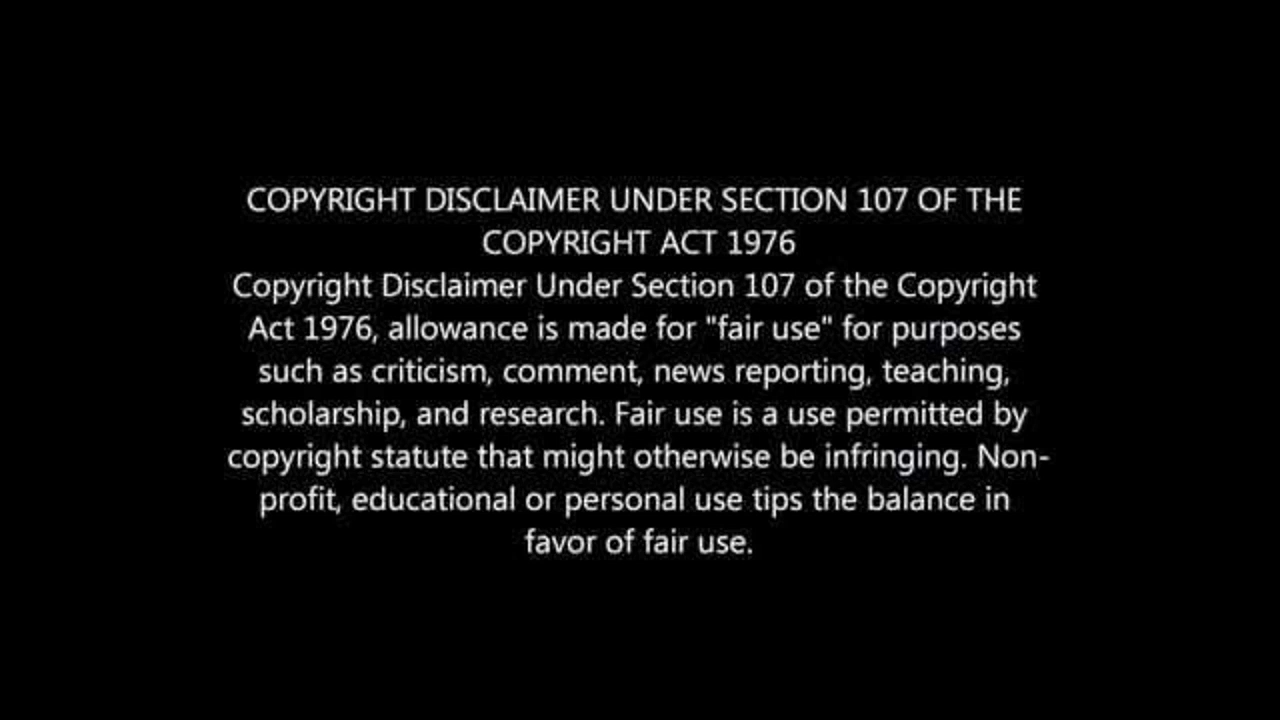 COPYRIGHT DISCLAIMER UNDER SECTION 107 OF THE
COPYRIGHT ACT 1976
Copyright Disclaimer Under Section 107 of the Copyright
Act 1976, allowance is made for "fair use" for purposes
such as criticism, comment, news reporting, teaching,
scholarship, and research. Fair use is a use permitted by
copyright statute that might otherwise be infringing. Non-
profit, educational or personal use tips the balance in
favor of fair use.